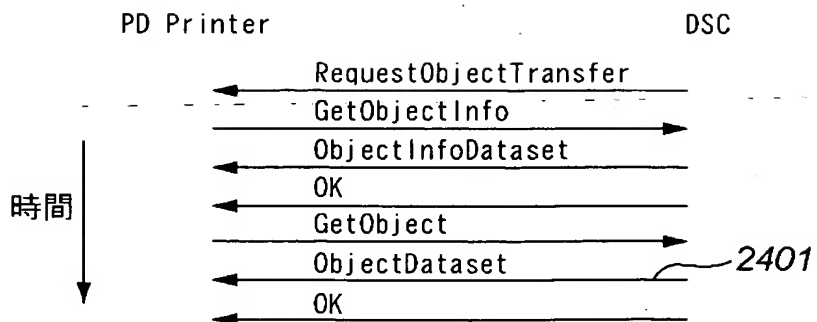 PD Printer DSC
RequestObjectTransfer
GetObjectInfo
ObjectInfoDataset
OK
時間
GetObject
ObjectDataset
2401
OK